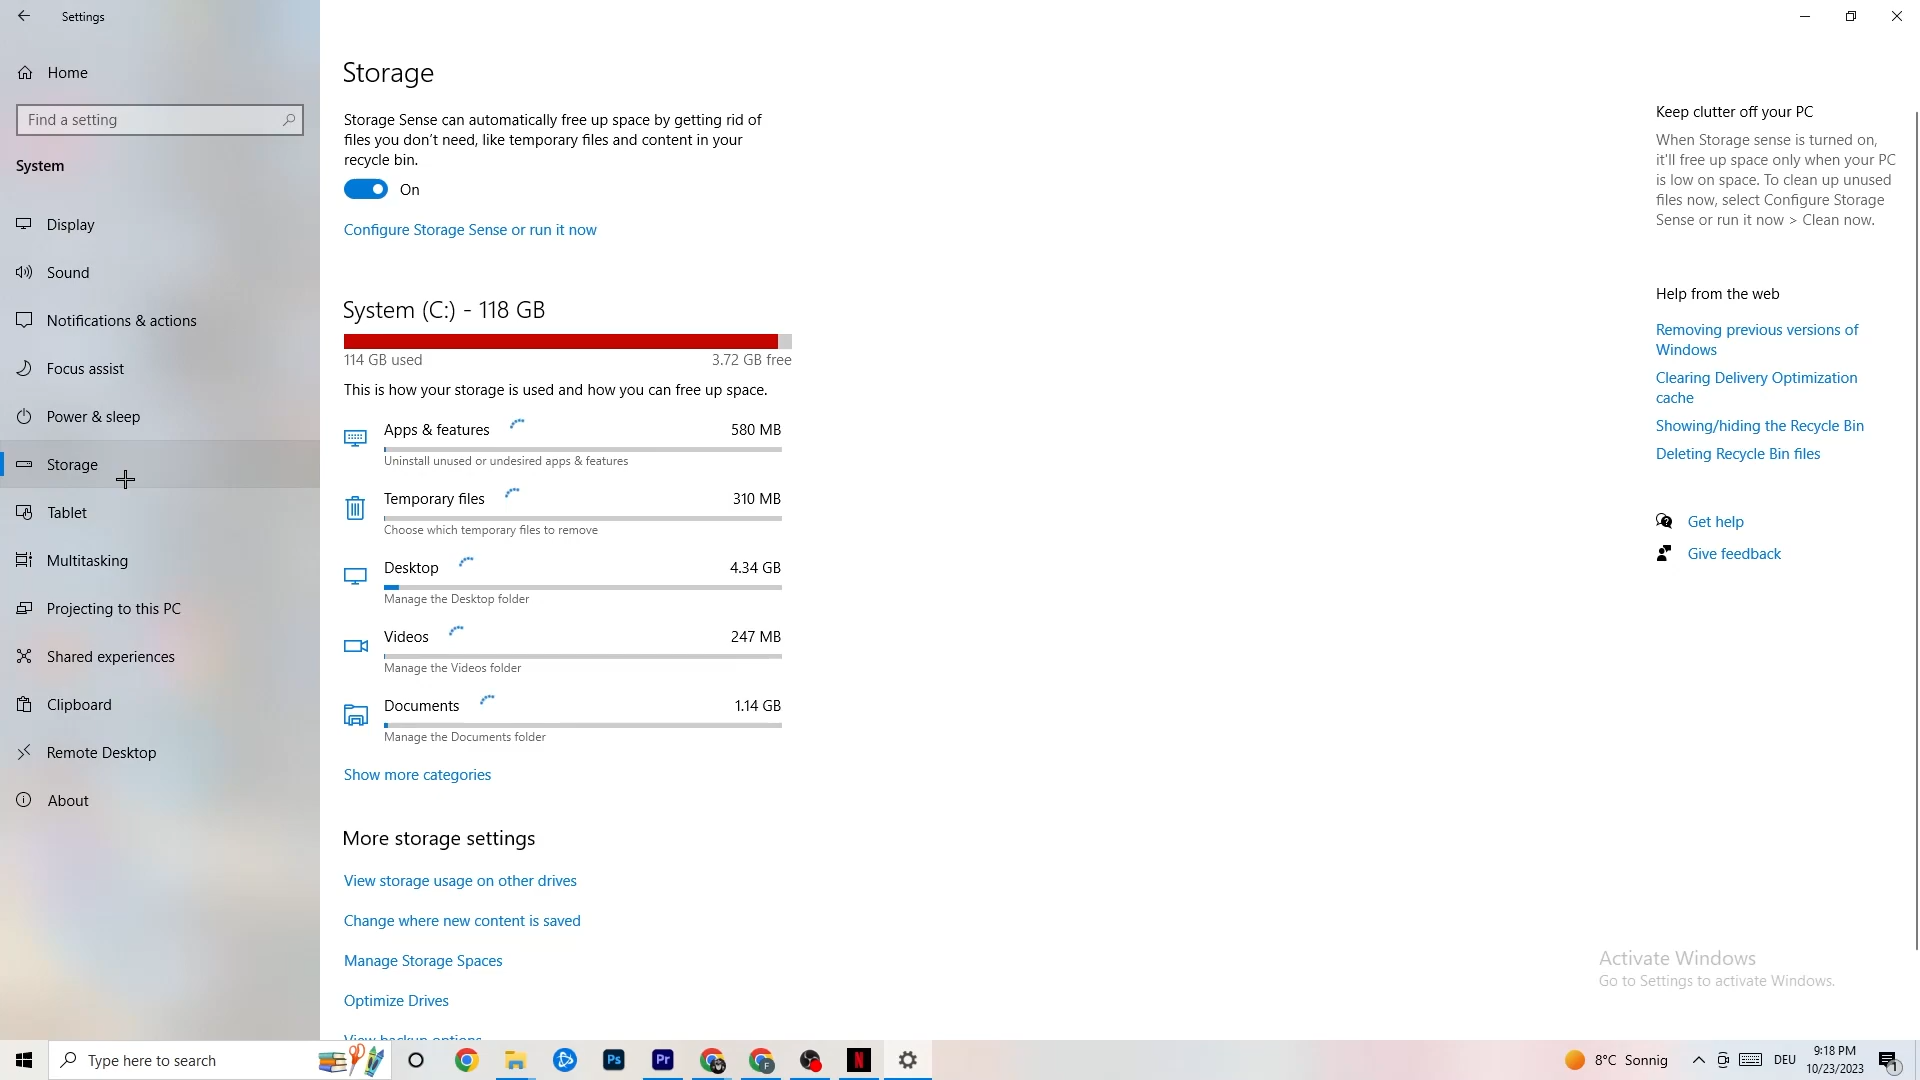 Settings
Home
Find a setting
System
Display
Sound
Notifications & actions
Focus assist
Power & sleep
Storage
Tablet
Multitasking
Projecting to this PC
Shared experiences
Clipboard
Remote Desktop
About
Storage
Storage Sense can automatically free up space by getting rid of
files you don't need, like temporary files and content in your
recycle bin.
On
Configure Storage Sense or run it now
System (C:) - 118 GB
114 GB used 3.72 GB free
This is how your storage is used and how you can free up space.
Apps & features 580 MB
Uninstall unused or undesired apps & features
Temporary files 310 MB
Choose which temporary files to remove
Desktop 4.34 GB
Manage the Desktop folder
Videos 247 MB
Manage the Videos folder
Documents 1.14 GB
Manage the Documents folder
Show more categories
More storage settings
View storage usage on other drives
Change where new content is saved
Manage Storage Spaces
Optimize Drives
View backup options
Keep clutter off your PC
When Storage sense is turned on,
it'll free up space only when your PC
is low on space. To clean up unused
files now, select Configure Storage
Sense or run it now > Clean now.
Help from the web
Removing previous versions of
Windows
Clearing Delivery Optimization
cache
Showing/hiding the Recycle Bin
Deleting Recycle Bin files
Get help
Give feedback
Activate Windows
Go to Settings to activate Windows.
Type here to search
Ps
Pr
F
N
8°C Sonnig
DEU
9:18 PM
10/23/2023
1